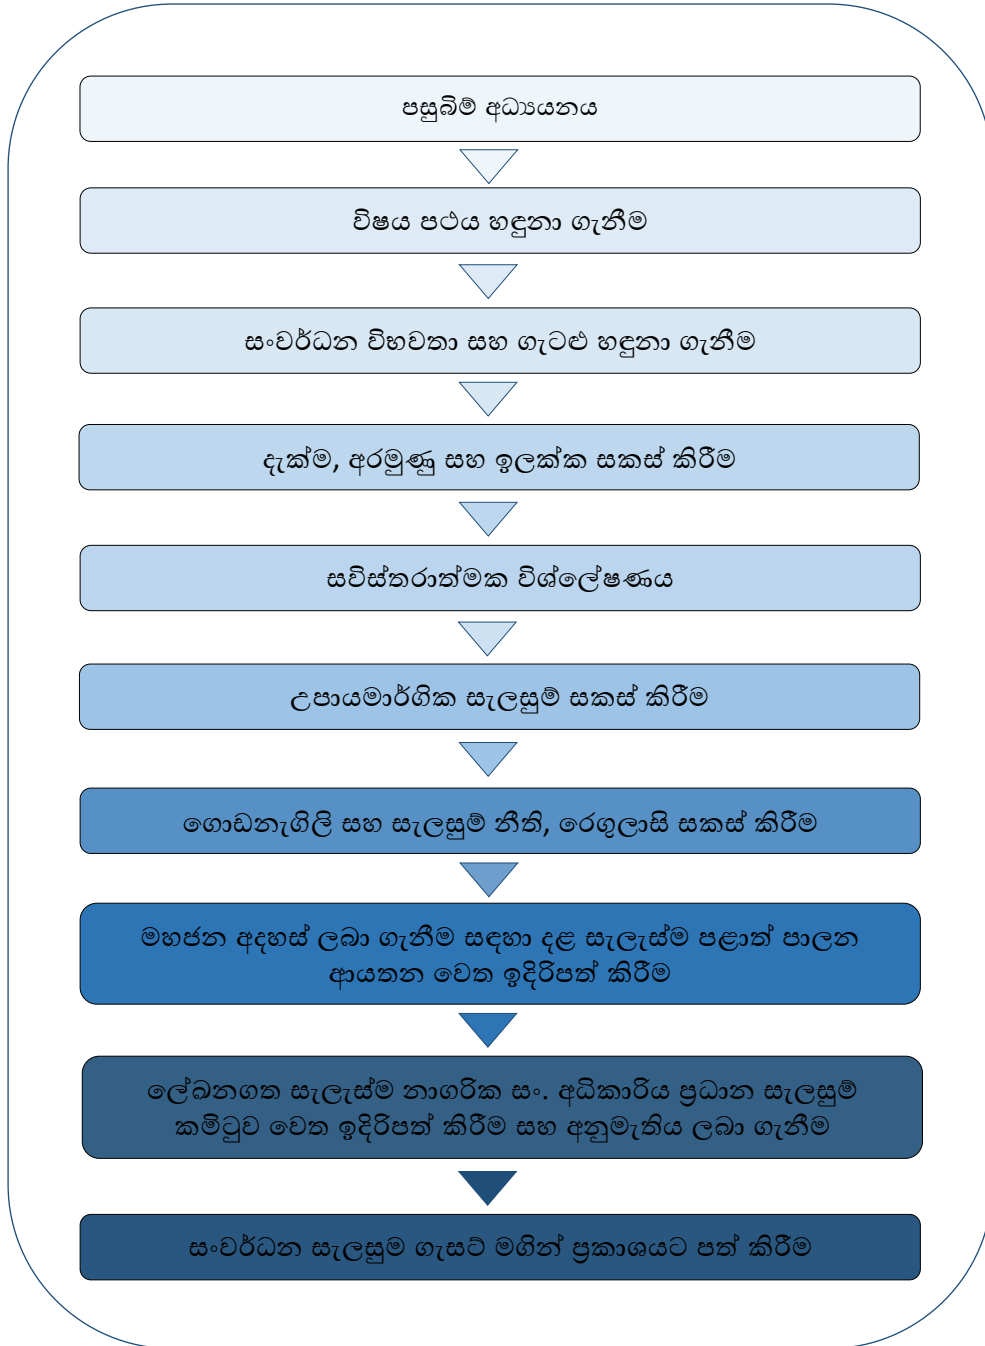 පසුබිම් අධ්‍යයනය
විෂය පථය හඳුනා ගැනීම
සංවර්ධන විභවතා සහ ගැටළු හඳුනා ගැනීම
දැක්ම, අරමුණු සහ ඉලක්ක සකස් කිරීම
සවිස්තරාත්මක විශ්ලේෂණය
උපායමාර්ගික සැලසුම් සකස් කිරීම
ගොඩනැගිලි සහ සැලසුම් නීති, රෙගුලාසි සකස් කිරීම
මහජන අදහස් ලබා ගැනීම සඳහා දළ සැලැස්ම පළාත් පාලන
ආයතන වෙත ඉදිරිපත් කිරීම
ලේඛනගත සැලැස්ම නාගරික සං. අධිකාරිය ප්‍රධාන සැලසුම්
කමිටුව වෙත ඉදිරිපත් කිරීම සහ අනුමැතිය ලබා ගැනීම
සංවර්ධන සැලසුම ගැසට් මගින් ප්‍රකාශයට පත් කිරීම